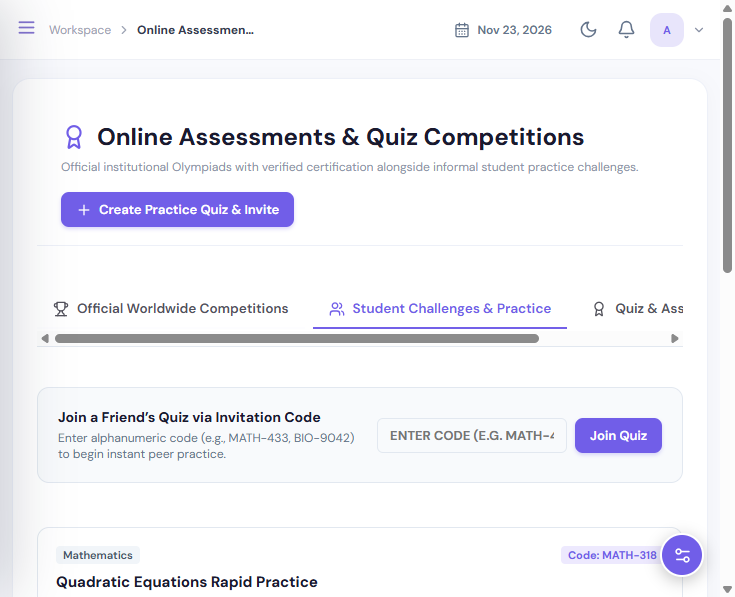 Workspace > Online Assessmen...
Nov 23, 2026
A
Online Assessments & Quiz Competitions
Official institutional Olympiads with verified certification alongside informal student practice challenges.
+ Create Practice Quiz & Invite
Official Worldwide Competitions
Student Challenges & Practice
Quiz & Ass
Join a Friend's Quiz via Invitation Code
Enter alphanumeric code (e.g., MATH-433, BIO-9042)
to begin instant peer practice.
ENTER CODE (E.G. MATH-4
Join Quiz
Mathematics
Code: MATH-318
Quadratic Equations Rapid Practice